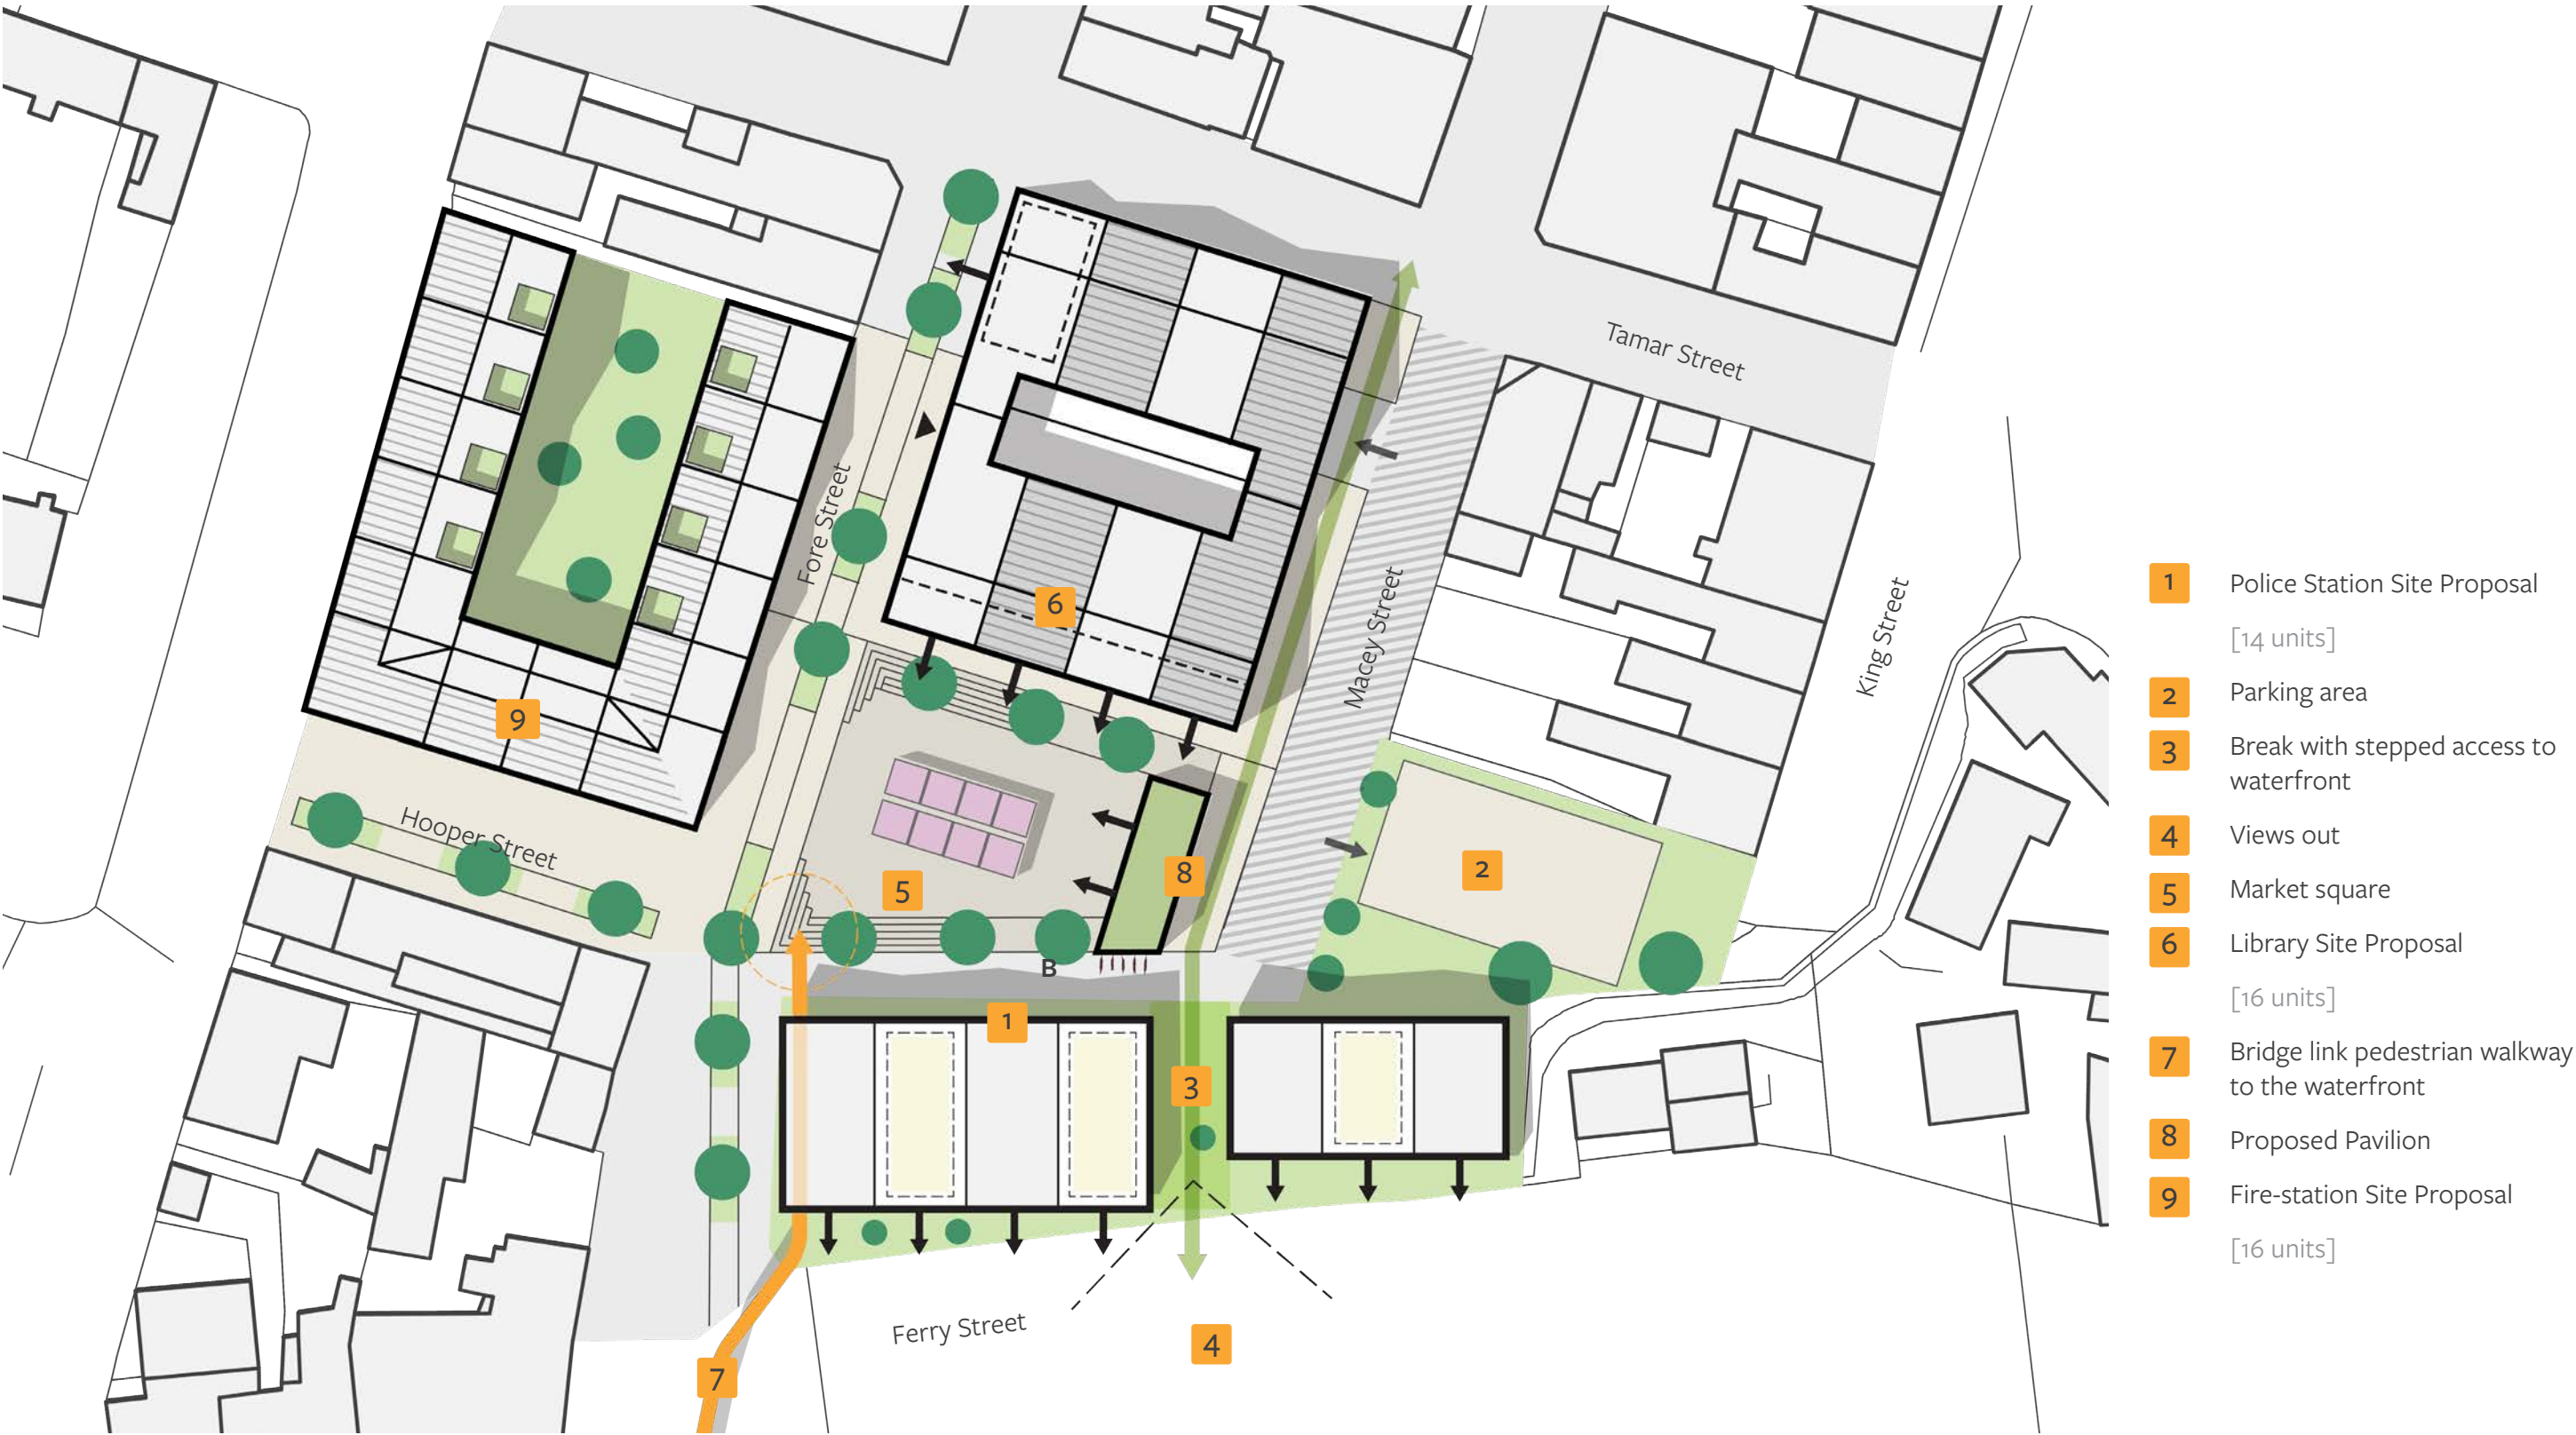 Tamar Street
Fore Street
6
Macey Street
King Street
9
Hooper Street
5
8
2
B
1
3
Ferry Street
4
7
1 Police Station Site Proposal
[14 units]
2 Parking area
3 Break with stepped access to
waterfront
4 Views out
5 Market square
6 Library Site Proposal
[16 units]
7 Bridge link pedestrian walkway
to the waterfront
8 Proposed Pavilion
9 Fire-station Site Proposal
[16 units]